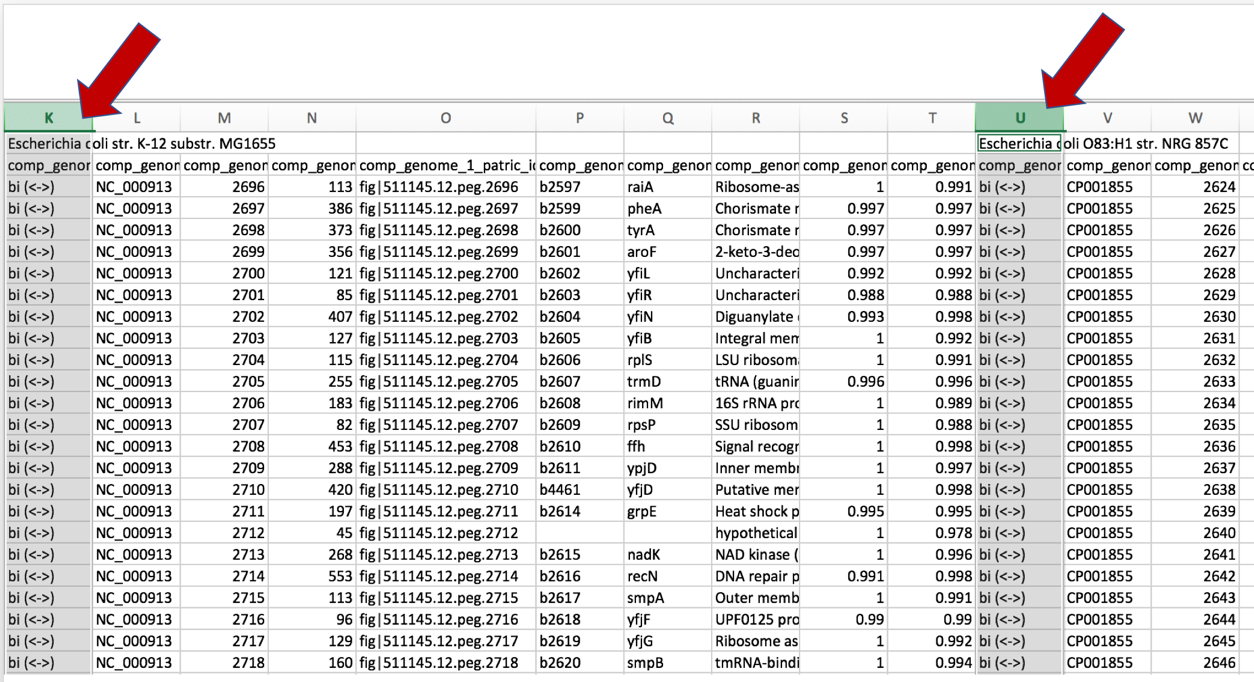 K L M N O P Q R S T U V W
Escherichia coli str. K-12 substr. MG1655 Escherichia coli O83:H1 str. NRG 857C
comp_genor comp_genor comp_genor comp_genor comp_genome_1_patric_id comp_genor comp_genor comp_genor comp_genor comp_genor comp_genor comp_genor comp_genor
bi (<->) NC_000913 2696 113 fig|511145.12.peg.2696 b2597 raiA Ribosome-as 1 0.991 bi (<->) CP001855 2624
bi (<->) NC_000913 2697 386 fig|511145.12.peg.2697 b2599 pheA Chorismate r 0.997 0.997 bi (<->) CP001855 2625
bi (<->) NC_000913 2698 373 fig|511145.12.peg.2698 b2600 tyrA Chorismate r 0.997 0.997 bi (<->) CP001855 2626
bi (<->) NC_000913 2699 356 fig|511145.12.peg.2699 b2601 aroF 2-keto-3-deo 0.997 0.997 bi (<->) CP001855 2627
bi (<->) NC_000913 2700 121 fig|511145.12.peg.2700 b2602 yfiL Uncharacteri 0.992 0.992 bi (<->) CP001855 2628
bi (<->) NC_000913 2701 85 fig|511145.12.peg.2701 b2603 yfiR Uncharacteri 0.988 0.988 bi (<->) CP001855 2629
bi (<->) NC_000913 2702 407 fig|511145.12.peg.2702 b2604 yfiN Diguanylate 0.993 0.998 bi (<->) CP001855 2630
bi (<->) NC_000913 2703 127 fig|511145.12.peg.2703 b2605 yfiB Integral mem 1 0.992 bi (<->) CP001855 2631
bi (<->) NC_000913 2704 115 fig|511145.12.peg.2704 b2606 rplS LSU ribosoma 1 0.991 bi (<->) CP001855 2632
bi (<->) NC_000913 2705 255 fig|511145.12.peg.2705 b2607 trmD tRNA (guanin 0.996 0.996 bi (<->) CP001855 2633
bi (<->) NC_000913 2706 183 fig|511145.12.peg.2706 b2608 rimM 16S rRNA pro 1 0.989 bi (<->) CP001855 2634
bi (<->) NC_000913 2707 82 fig|511145.12.peg.2707 b2609 rpsP SSU ribosom 1 0.988 bi (<->) CP001855 2635
bi (<->) NC_000913 2708 453 fig|511145.12.peg.2708 b2610 ffh Signal recogr 1 0.998 bi (<->) CP001855 2636
bi (<->) NC_000913 2709 288 fig|511145.12.peg.2709 b2611 ypjD Inner membr 1 0.997 bi (<->) CP001855 2637
bi (<->) NC_000913 2710 420 fig|511145.12.peg.2710 b4461 yfjD Putative mer 1 0.998 bi (<->) CP001855 2638
bi (<->) NC_000913 2711 197 fig|511145.12.peg.2711 b2614 grpE Heat shock p 0.995 0.995 bi (<->) CP001855 2639
bi (<->) NC_000913 2712 45 fig|511145.12.peg.2712 hypothetical 1 0.978 bi (<->) CP001855 2640
bi (<->) NC_000913 2713 268 fig|511145.12.peg.2713 b2615 nadK NAD kinase ( 1 0.996 bi (<->) CP001855 2641
bi (<->) NC_000913 2714 553 fig|511145.12.peg.2714 b2616 recN DNA repair p 0.991 0.998 bi (<->) CP001855 2642
bi (<->) NC_000913 2715 113 fig|511145.12.peg.2715 b2617 smpA Outer memb 1 0.991 bi (<->) CP001855 2643
bi (<->) NC_000913 2716 96 fig|511145.12.peg.2716 b2618 yfjF UPF0125 pro 0.99 0.99 bi (<->) CP001855 2644
bi (<->) NC_000913 2717 129 fig|511145.12.peg.2717 b2619 yfjG Ribosome as 1 0.992 bi (<->) CP001855 2645
bi (<->) NC_000913 2718 160 fig|511145.12.peg.2718 b2620 smpB tmRNA-bindi 1 0.994 bi (<->) CP001855 2646